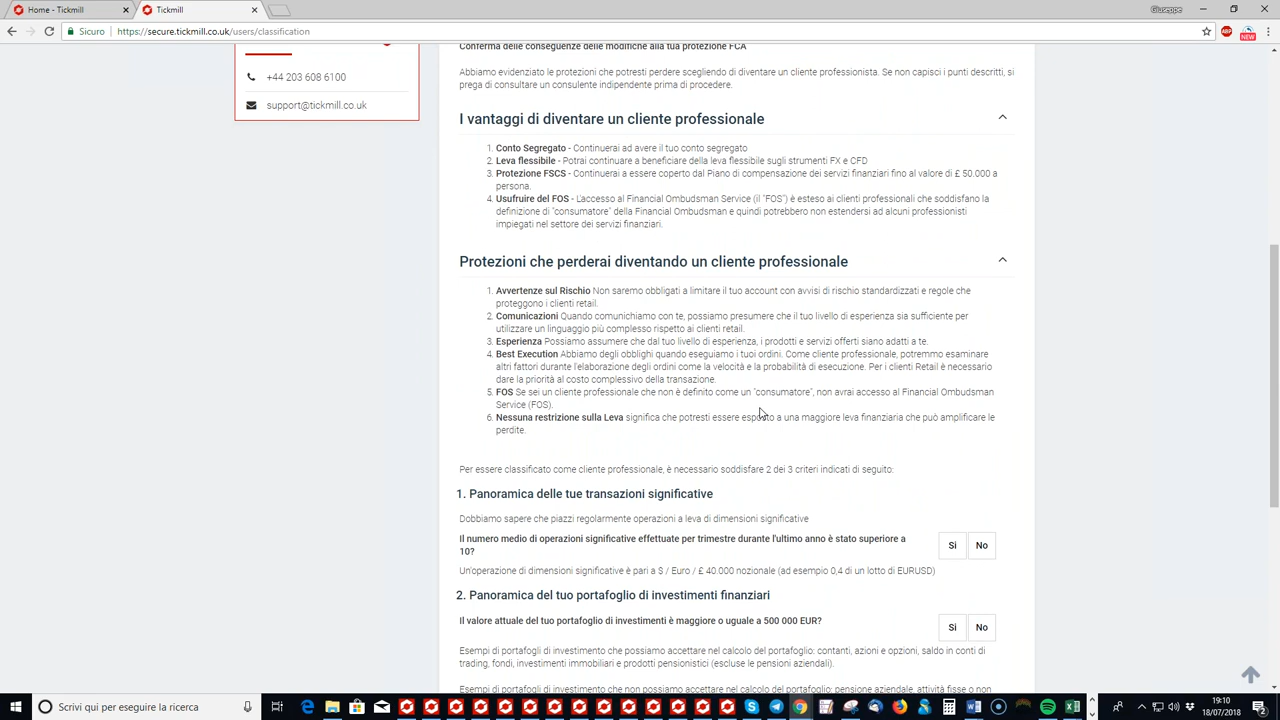 Home - Tickmill
Tickmill
Giuseppe
Sicuro
https://secure.tickmill.co.uk/users/classification
ABP
NEW
+44 203 608 6100
support@tickmill.co.uk
Conferma delle conseguenze delle modifiche alla tua protezione FCA
Abbiamo evidenziato le protezioni che potresti perdere scegliendo di diventare un cliente professionista. Se non capisci i punti descritti, si
prega di consultare un consulente indipendente prima di procedere.
I vantaggi di diventare un cliente professionale
1. Conto Segregato - Continuerai ad avere il tuo conto segregato
2. Leva flessibile - Potrai continuare a beneficiare della leva flessibile sugli strumenti FX e CFD
3. Protezione FSCS - Continuerai a essere coperto dal Piano di compensazione dei servizi finanziari fino al valore di £ 50.000 a
persona.
4. Usufruire del FOS - L'accesso al Financial Ombudsman Service (il "FOS") è esteso ai clienti professionali che soddisfano la
definizione di "consumatore" della Financial Ombudsman e quindi potrebbero non estendersi ad alcuni professionisti
impiegati nel settore dei servizi finanziari.
Protezioni che perderai diventando un cliente professionale
1. Avvertenze sul Rischio Non saremo obbligati a limitare il tuo account con avvisi di rischio standardizzati e regole che
proteggono i clienti retail.
2. Comunicazioni Quando comunichiamo con te, possiamo presumere che il tuo livello di esperienza sia sufficiente per
utilizzare un linguaggio più complesso rispetto ai clienti retail.
3. Esperienza Possiamo assumere che dal tuo livello di esperienza, i prodotti e servizi offerti siano adatti a te.
4. Best Execution Abbiamo degli obblighi quando eseguiamo i tuoi ordini. Come cliente professionale, potremmo esaminare
altri fattori durante l'elaborazione degli ordini come la velocità e la probabilità di esecuzione. Per i clienti Retail è necessario
dare la priorità al costo complessivo della transazione.
5. FOS Se sei un cliente professionale che non è definito come un "consumatore", non avrai accesso al Financial Ombudsman
Service (FOS).
6. Nessuna restrizione sulla Leva significa che potresti essere esposto a una maggiore leva finanziaria che può amplificare le
perdite.
Per essere classificato come cliente professionale, è necessario soddisfare 2 dei 3 criteri indicati di seguito:
1. Panoramica delle tue transazioni significative
Dobbiamo sapere che piazzi regolarmente operazioni a leva di dimensioni significative
Il numero medio di operazioni significative effettuate per trimestre durante l'ultimo anno è stato superiore a
10?
Sì No
Un'operazione di dimensioni significative è pari a $ / Euro / £ 40.000 nozionale (ad esempio 0,4 di un lotto di EURUSD)
2. Panoramica del tuo portafoglio di investimenti finanziari
Il valore attuale del tuo portafoglio di investimenti è maggiore o uguale a 500 000 EUR?
Sì No
Esempi di portafogli di investimento che possiamo accettare nel calcolo del portafoglio: contanti, azioni e opzioni, saldo in conti di
trading, fondi, investimenti immobiliari e prodotti pensionistici (escluse le pensioni aziendali).
Esempi di portafogli di investimento che non possiamo accettare nel calcolo del portafoglio: pensione aziendale, attività fisse o non
Scrivi qui per eseguire la ricerca
19:10
18/07/2018
2